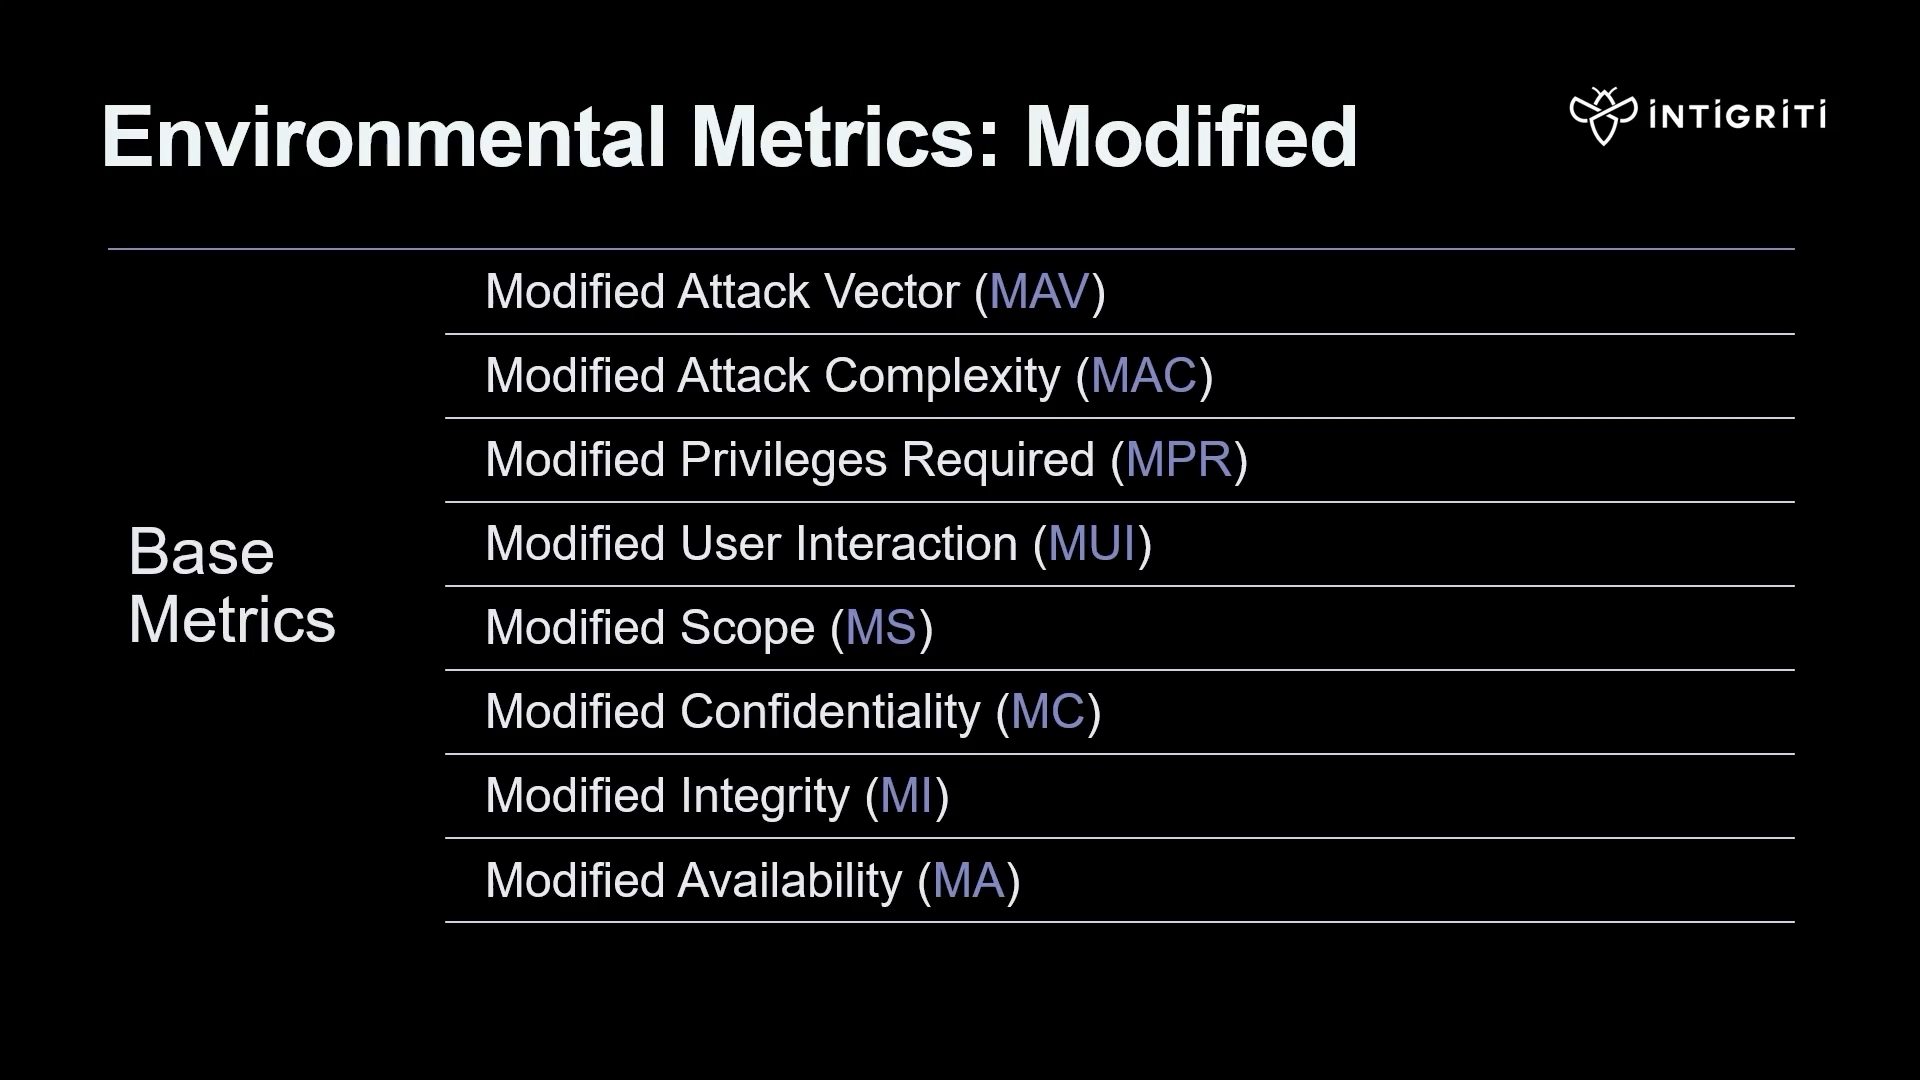 Environmental Metrics: Modified
INTIGRITI
Base
Metrics
Modified Attack Vector (MAV)
Modified Attack Complexity (MAC)
Modified Privileges Required (MPR)
Modified User Interaction (MUI)
Modified Scope (MS)
Modified Confidentiality (MC)
Modified Integrity (MI)
Modified Availability (MA)